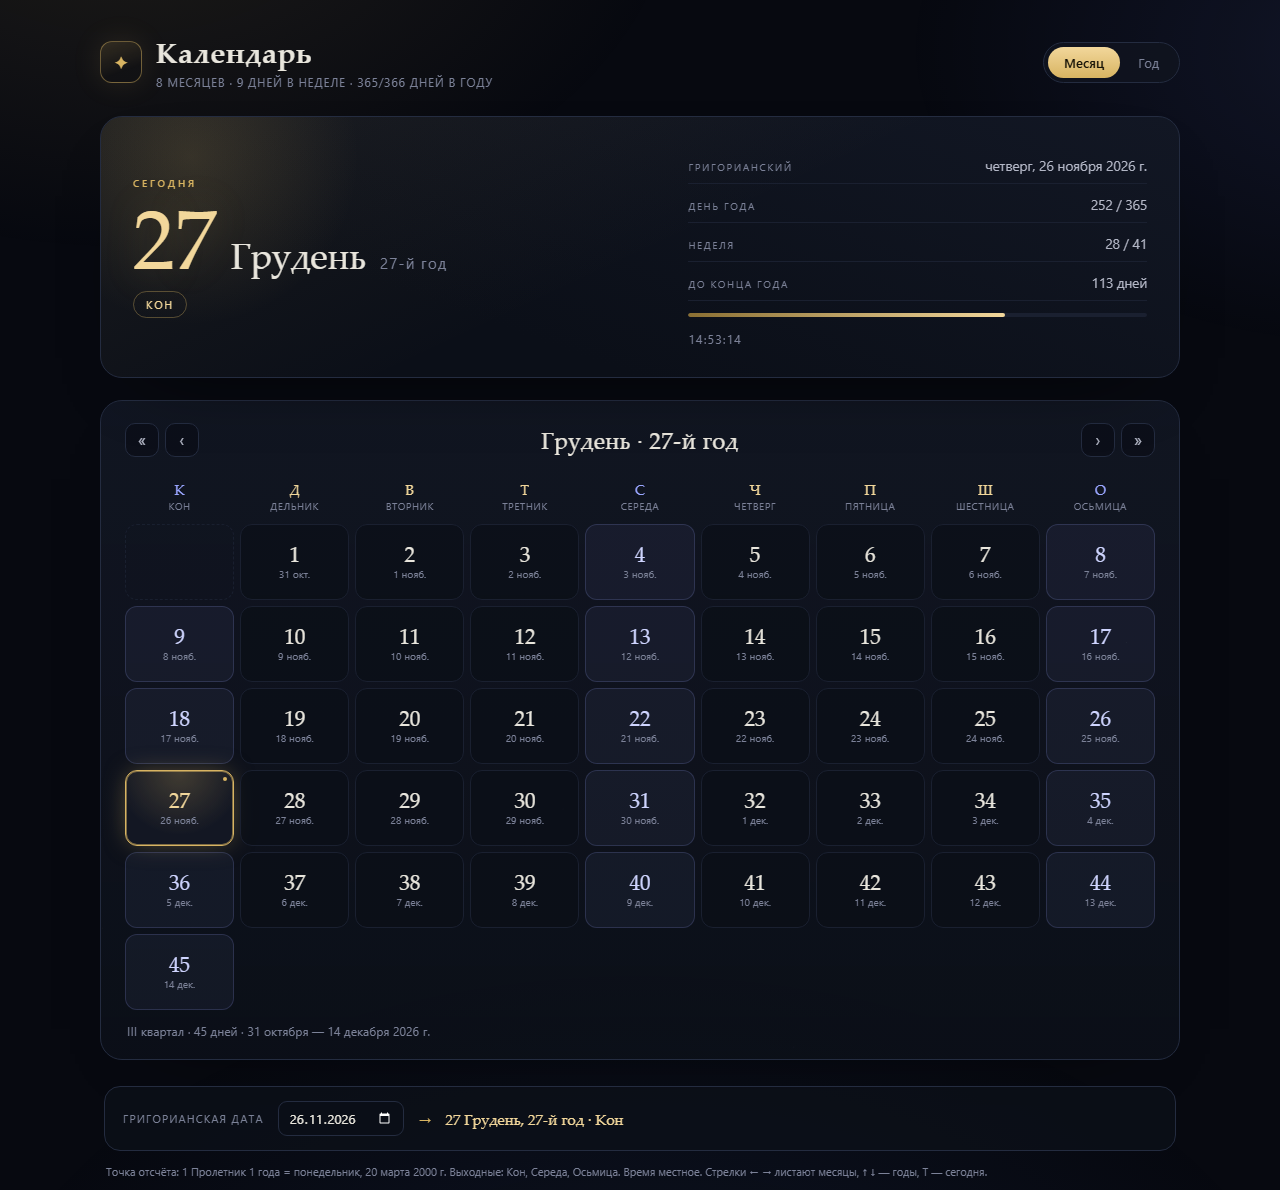 ✦ Календарь
8 МЕСЯЦЕВ · 9 ДНЕЙ В НЕДЕЛЕ · 365/366 ДНЕЙ В ГОДУ
Месяц Год
СЕГОДНЯ
27 Грудень 27-й год
КОН
ГРИГОРИАНСКИЙ четверг, 26 ноября 2026 г.
ДЕНЬ ГОДА 252 / 365
НЕДЕЛЯ 28 / 41
ДО КОНЦА ГОДА 113 дней
14:53:14
« ‹ Грудень · 27-й год › »
К Д В Т С Ч П Ш О
КОН ДЕЛЬНИК ВТОРНИК ТРЕТНИК СЕРЕДА ЧЕТВЕРГ ПЯТНИЦА ШЕСТНИЦА ОСЬМИЦА
1 2 3 4 5 6 7 8
31 окт. 1 нояб. 2 нояб. 3 нояб. 4 нояб. 5 нояб. 6 нояб. 7 нояб.
9 10 11 12 13 14 15 16 17
8 нояб. 9 нояб. 10 нояб. 11 нояб. 12 нояб. 13 нояб. 14 нояб. 15 нояб. 16 нояб.
18 19 20 21 22 23 24 25 26
17 нояб. 18 нояб. 19 нояб. 20 нояб. 21 нояб. 22 нояб. 23 нояб. 24 нояб. 25 нояб.
27 28 29 30 31 32 33 34 35
26 нояб. 27 нояб. 28 нояб. 29 нояб. 30 нояб. 1 дек. 2 дек. 3 дек. 4 дек.
36 37 38 39 40 41 42 43 44
5 дек. 6 дек. 7 дек. 8 дек. 9 дек. 10 дек. 11 дек. 12 дек. 13 дек.
45
14 дек.
III квартал · 45 дней · 31 октября — 14 декабря 2026 г.
ГРИГОРИАНСКАЯ ДАТА 26.11.2026 → 27 Грудень, 27-й год · Кон
Точка отсчёта: 1 Пролетник 1 года = понедельник, 20 марта 2000 г. Выходные: Кон, Середа, Осьмица. Время местное. Стрелки ← → листают месяцы, ↑ ↓ — годы, T — сегодня.